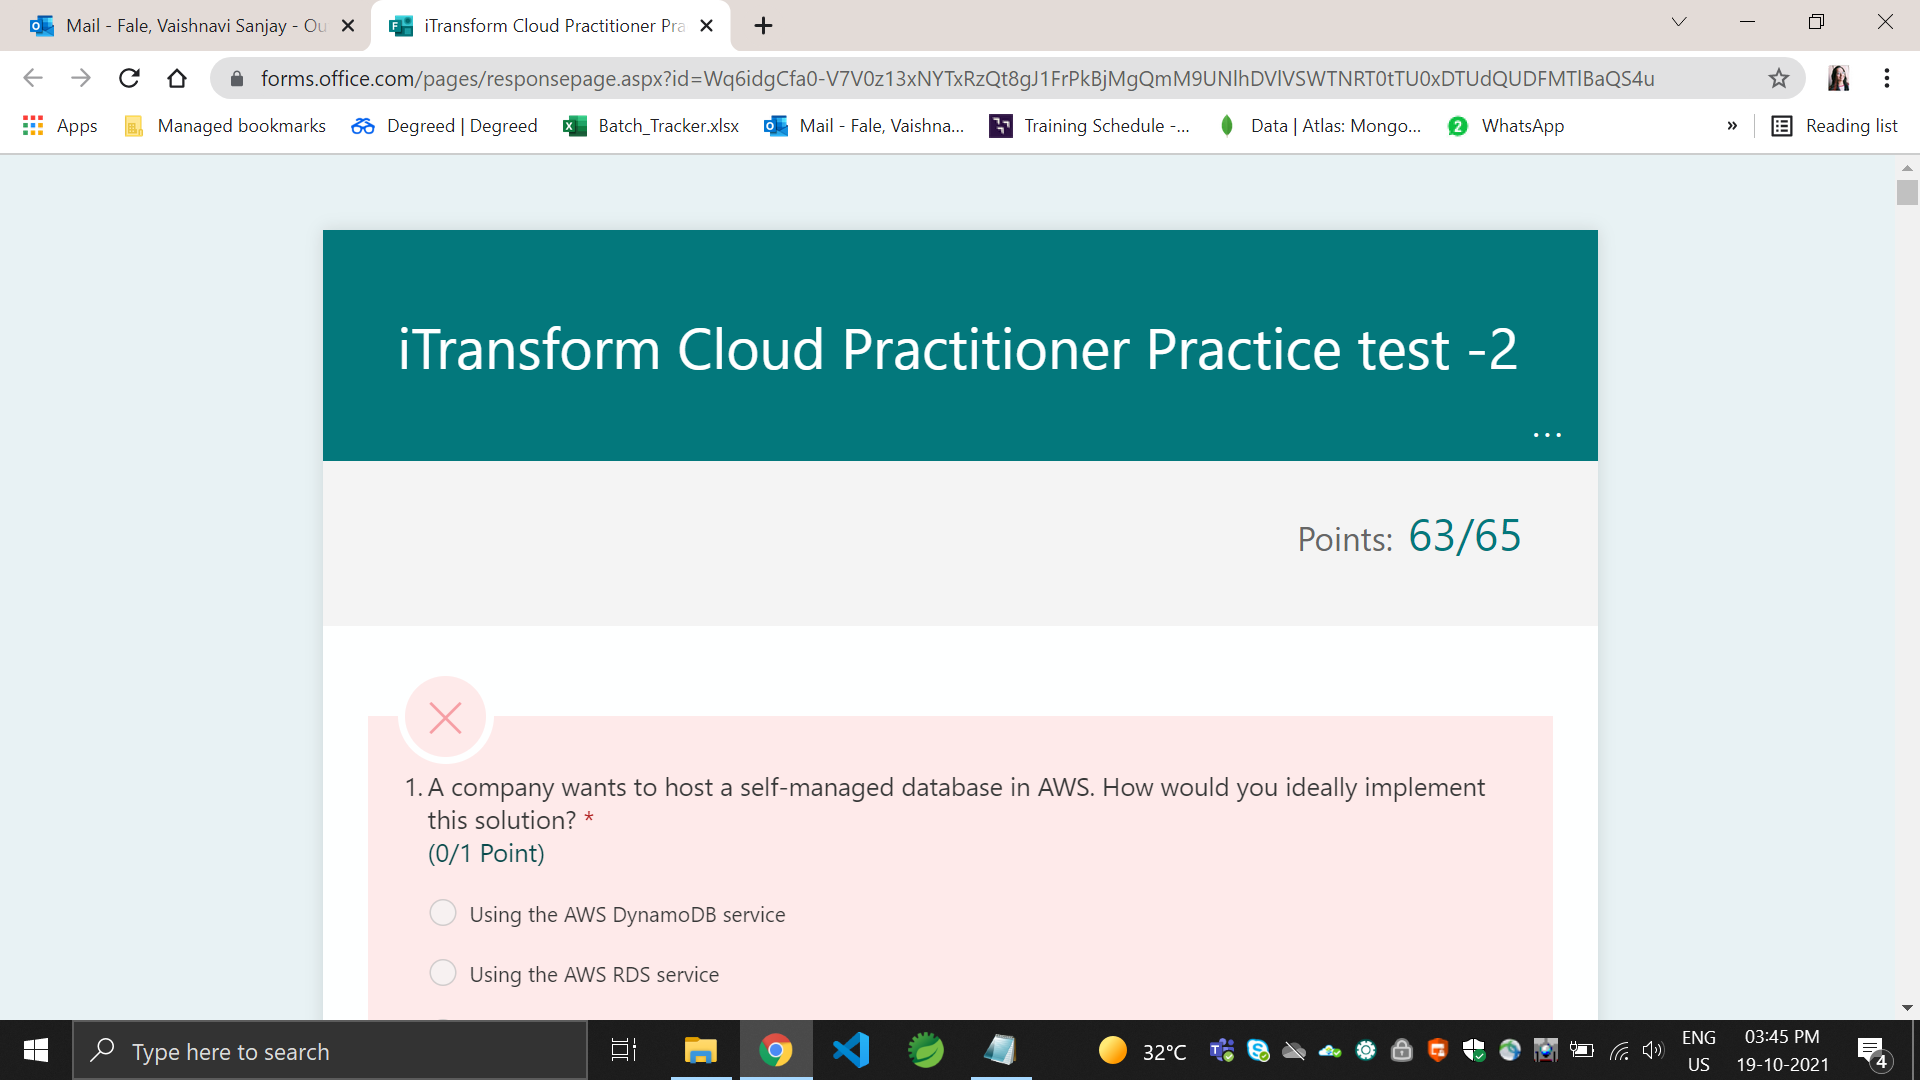 Mail - Fale, Vaishnavi Sanjay - Ou
iTransform Cloud Practitioner Pra
forms.office.com/pages/responsepage.aspx?id=Wq6idgCfa0-V7V0z13xNYTxRzQt8gJ1FrPkBjMgQmM9UNlhDVlVSWTNRT0tTU0xDTUdQUDFMTlBaQS4u
Apps
Managed bookmarks
Degreed | Degreed
Batch_Tracker.xlsx
Mail - Fale, Vaishna...
Training Schedule -...
Data | Atlas: Mongo...
2
WhatsApp
»
Reading list
iTransform Cloud Practitioner Practice test -2
...
Points: 63/65
1. A company wants to host a self-managed database in AWS. How would you ideally implement
this solution? *
(0/1 Point)
Using the AWS DynamoDB service
Using the AWS RDS service
Type here to search
32°C
ENG
US
03:45 PM
19-10-2021
4